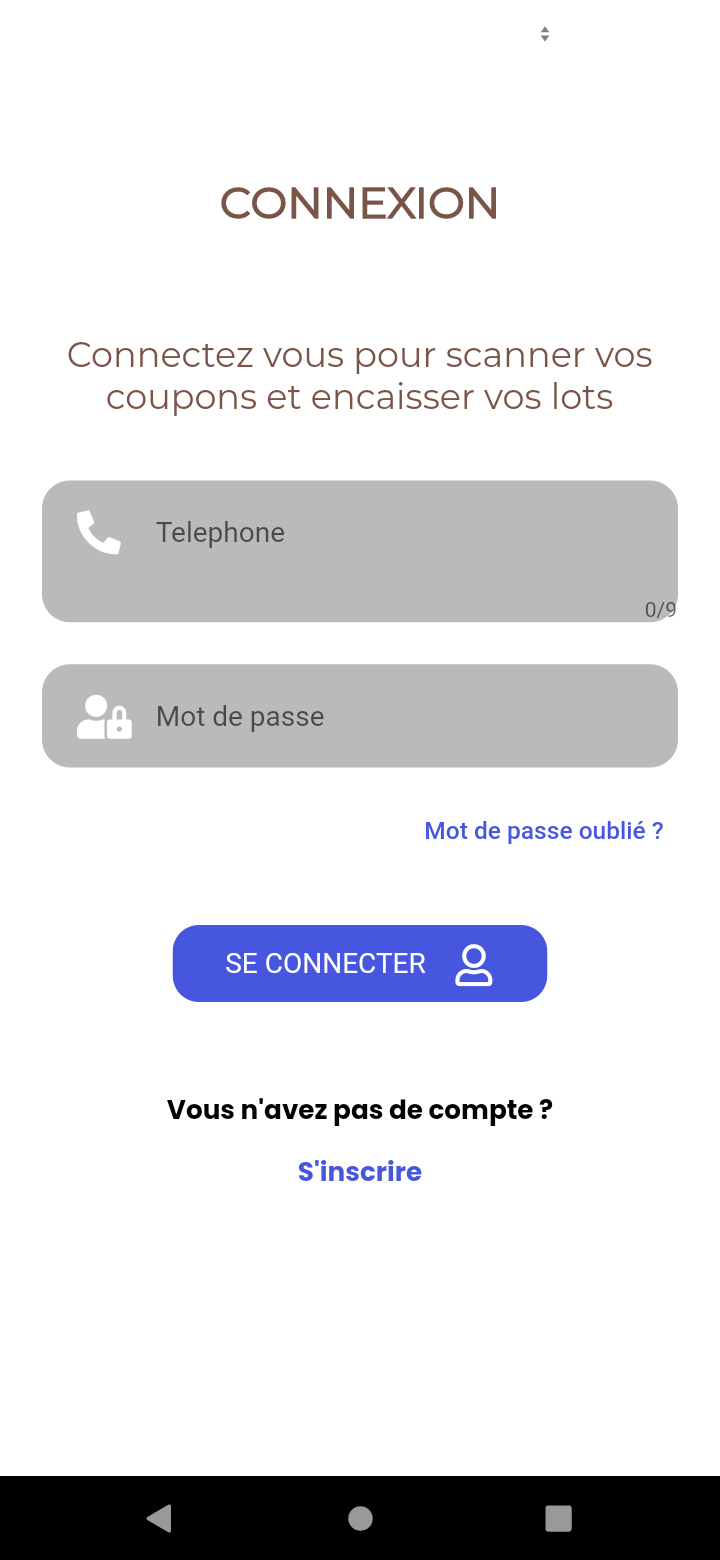 CONNEXION
Connectez vous pour scanner vos
coupons et encaisser vos lots
Telephone
0/9
Mot de passe
Mot de passe oublié ?
SE CONNECTER
Vous n'avez pas de compte ?
S'inscrire